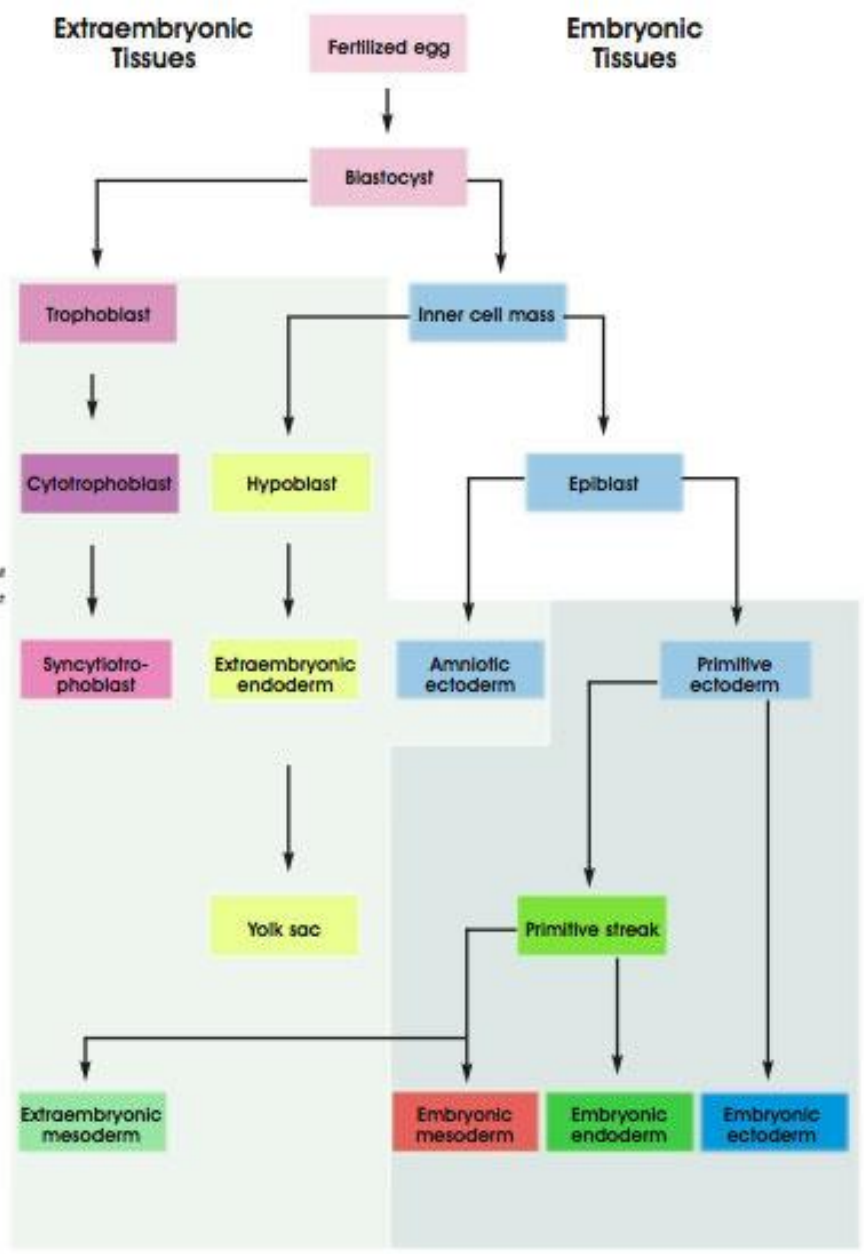 Extraembryonic
Tissues
Fertilized egg
Embryonic
Tissues
Blastocyst
Trophoblast
Inner cell mass
Cytotrophoblast
Hypoblast
Epiblast
Syncytiotro-
phoblast
Extraembryonic
endoderm
Amniotic
ectoderm
Primitive
ectoderm
Yolk sac
Primitive streak
Extraembryonic
mesoderm
Embryonic
mesoderm
Embryonic
endoderm
Embryonic
ectoderm